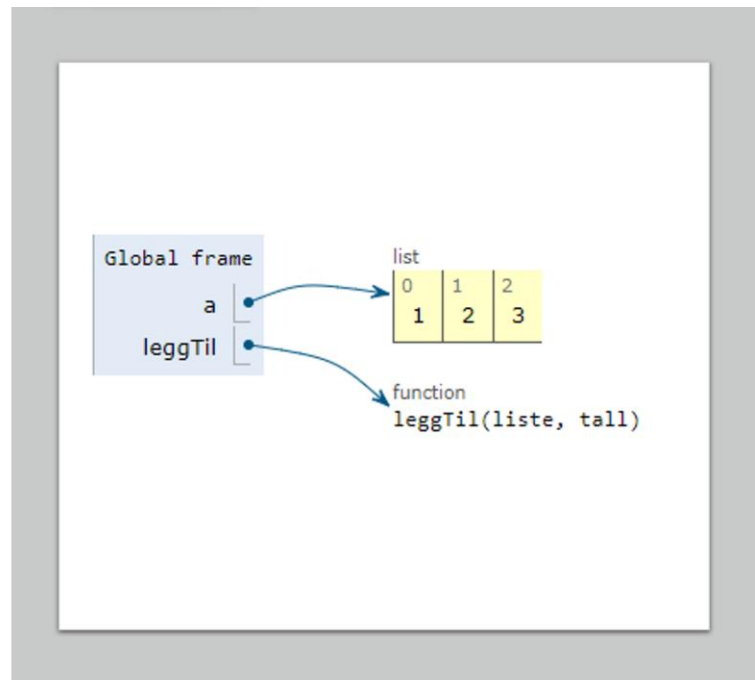 Global frame
a
leggTil
list
0 1 2
1 2 3
function
leggTil(liste, tall)